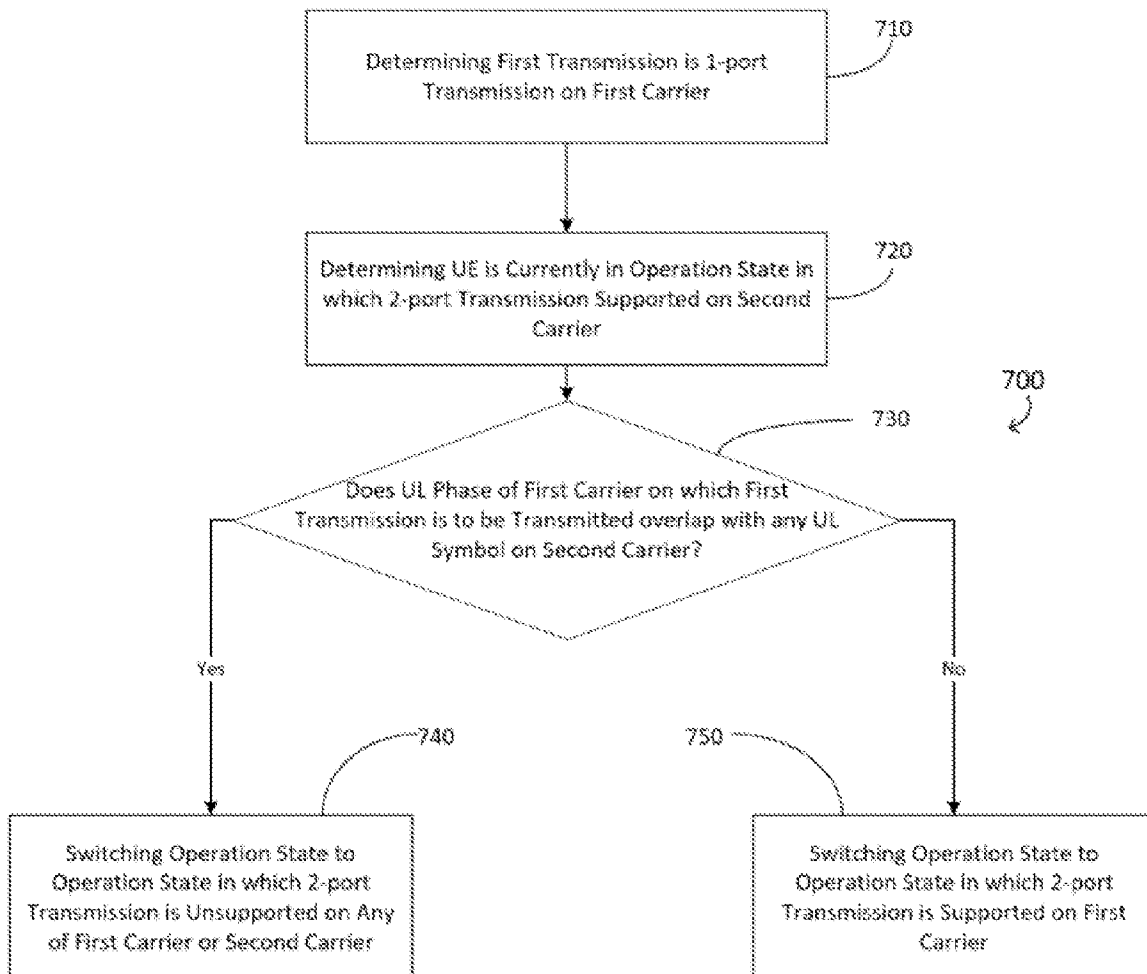 710
Determining First Transmission is 1-port
Transmission on First Carrier
720
Determining UE is Currently in Operation State in
which 2-port Transmission Supported on Second
Carrier
700
730
Does UL Phase of First Carrier on which First
Transmission is to be Transmitted overlap with any UL
Symbol on Second Carrier?
Yes
No
740
750
Switching Operation State to
Operation State in which 2-port
Transmission is Unsupported on Any
of First Carrier or Second Carrier
Switching Operation State to
Operation State in which 2-port
Transmission is Supported on First
Carrier